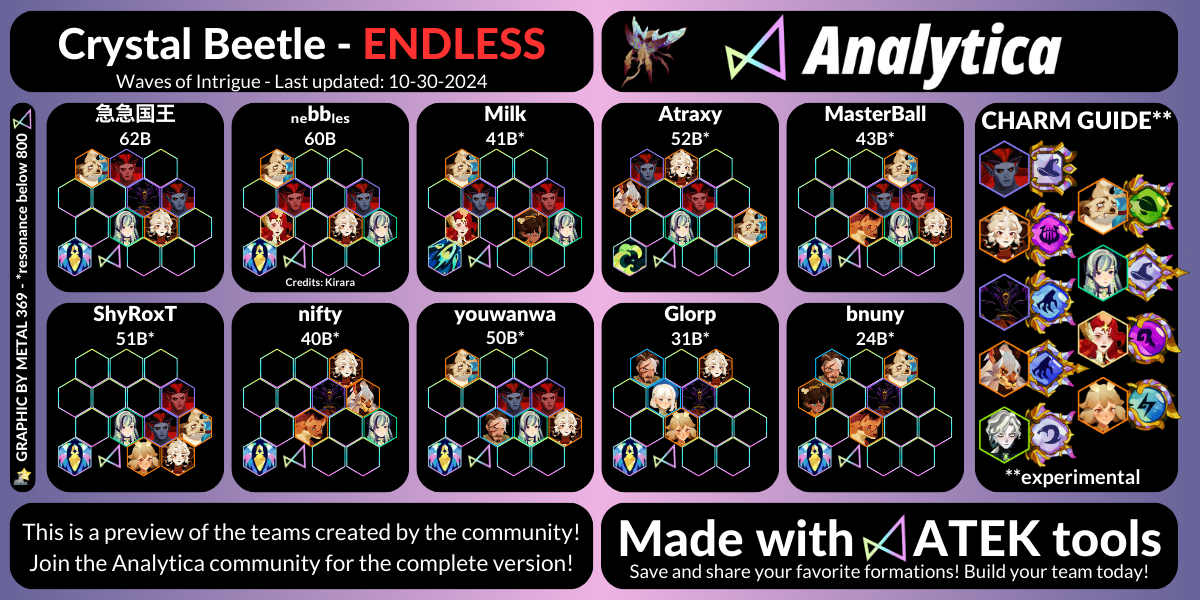 Crystal Beetle - ENDLESS
Waves of Intrigue - Last updated: 10-30-2024
Analytica
GRAPHIC BY METAL 369 - *resonance below 800
急急国王
62B
ₙₑbbₗₑₛ
60B
Credits: Kirara
Milk
41B*
Atraxy
52B*
MasterBall
43B*
ShyRoxT
51B*
nifty
40B*
youwanwa
50B*
Glorp
31B*
bnuny
24B*
CHARM GUIDE**
**experimental
This is a preview of the teams created by the community!
Join the Analytica community for the complete version!
Made with ATEK tools
Save and share your favorite formations! Build your team today!